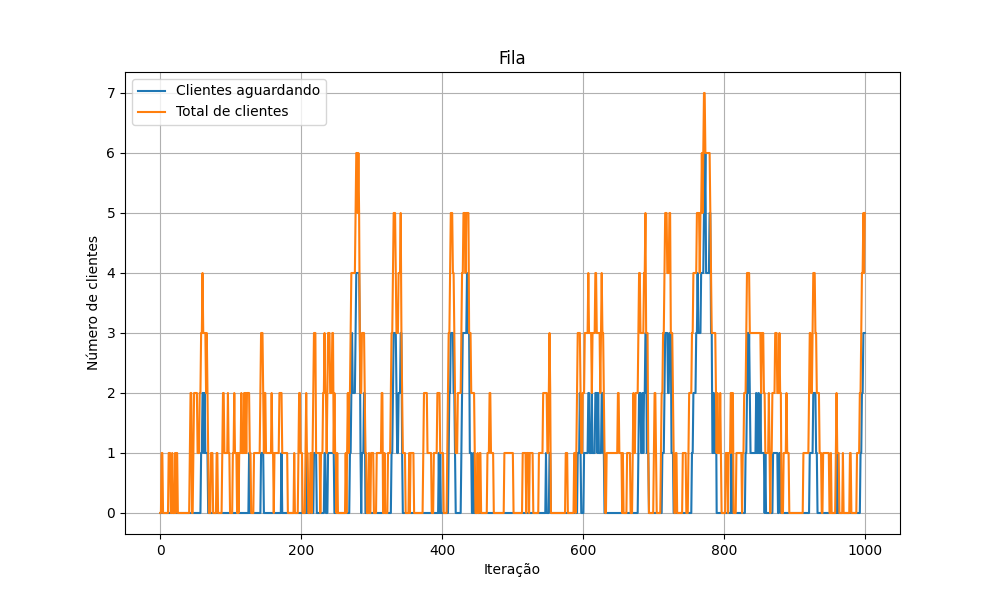 Fila
Clientes aguardando
Total de clientes
Número de clientes
7
6
5
4
3
2
1
0
0 200 400 600 800 1000
Iteração